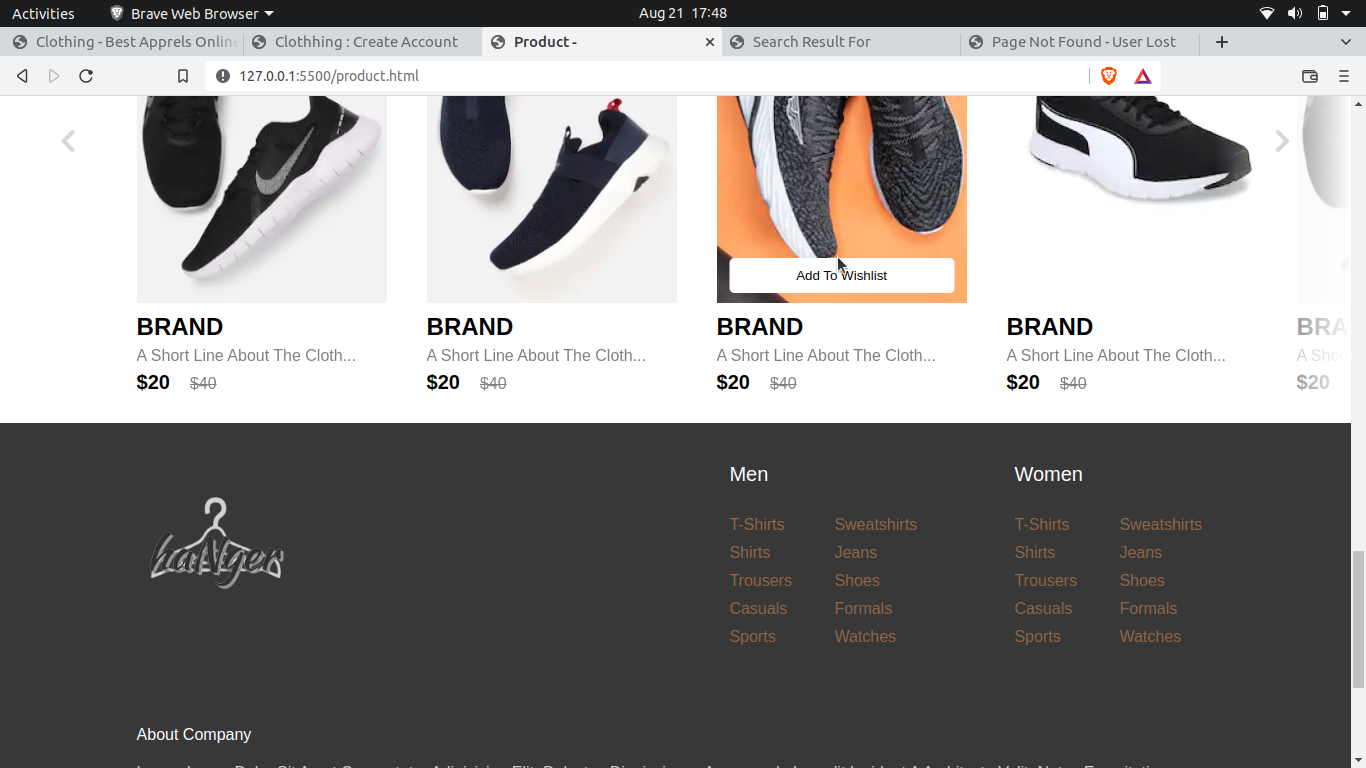 Activities Brave Web Browser Aug 21 17:48
Clothing - Best Apprels Online Clothhing : Create Account Product - Search Result For Page Not Found - User Lost
127.0.0.1:5500/product.html
Add To Wishlist
BRAND BRAND BRAND BRAND BRA
A Short Line About The Cloth... A Short Line About The Cloth... A Short Line About The Cloth... A Short Line About The Cloth... A Shor
$20 $40 $20 $40 $20 $40 $20 $40 $20
Men Women
T-Shirts Sweatshirts T-Shirts Sweatshirts
haNger
Shirts Jeans Shirts Jeans
Trousers Shoes Trousers Shoes
Casuals Formals Casuals Formals
Sports Watches Sports Watches
About Company